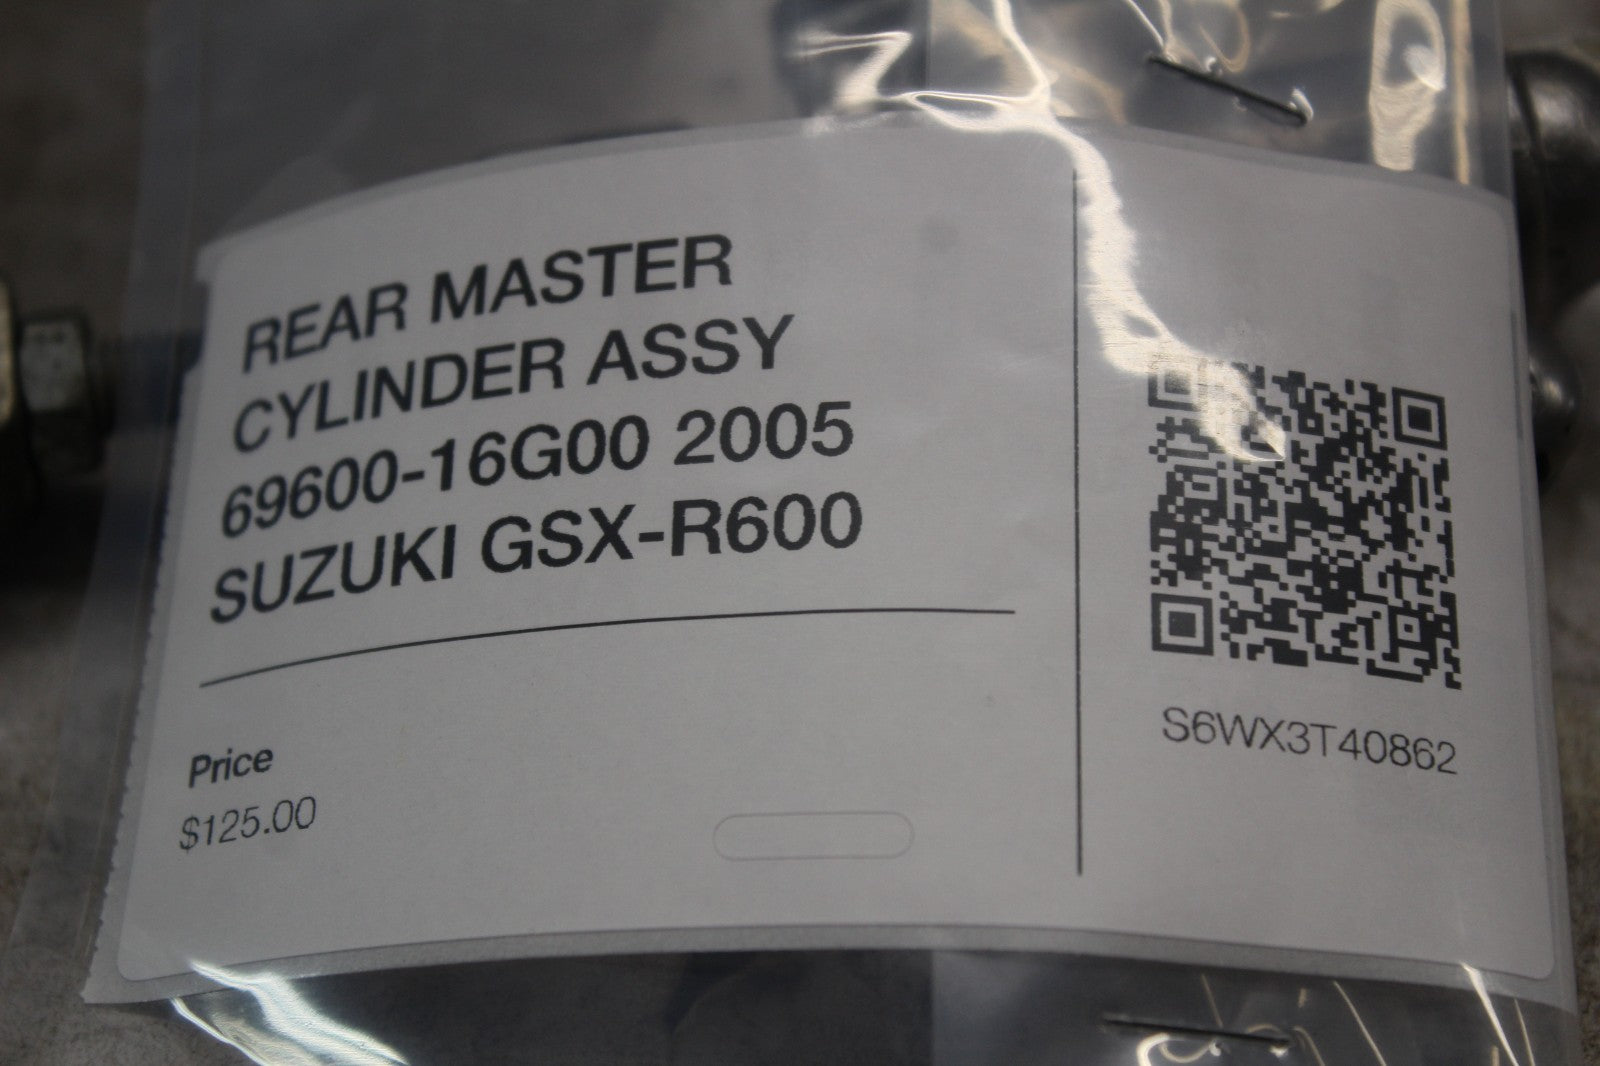 REAR MASTER
CYLINDER ASSY
69600-16G00 2005
SUZUKI GSX-R600
Price
$125.00
S6WX3T40862